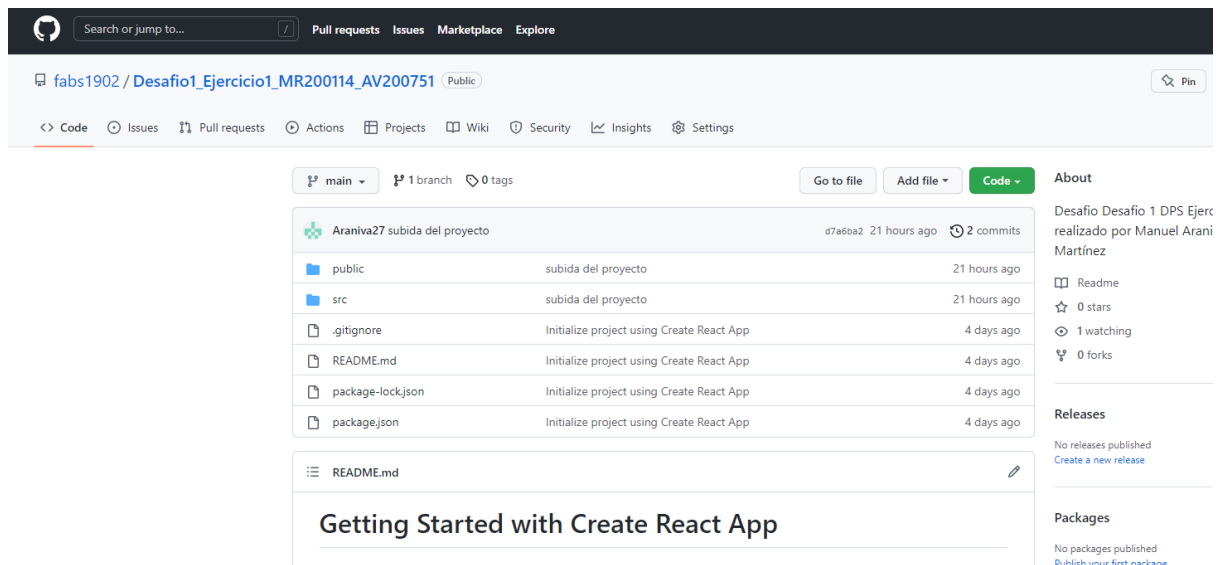 Search or jump to... /
Pull requests Issues Marketplace Explore
fabs1902 / Desafio1_Ejercicio1_MR200114_AV200751 Public
Pin
Code Issues Pull requests Actions Projects Wiki Security Insights Settings
main 1 branch 0 tags
Go to file Add file Code
Araniva27 subida del proyecto d7a6ba2 21 hours ago 2 commits
public subida del proyecto 21 hours ago
src subida del proyecto 21 hours ago
.gitignore Initialize project using Create React App 4 days ago
README.md Initialize project using Create React App 4 days ago
package-lock.json Initialize project using Create React App 4 days ago
package.json Initialize project using Create React App 4 days ago
README.md
Getting Started with Create React App
About
Desafio Desafio 1 DPS Ejerc
realizado por Manuel Arani
Martínez
Readme
0 stars
1 watching
0 forks
Releases
No releases published
Create a new release
Packages
No packages published
Publish your first package